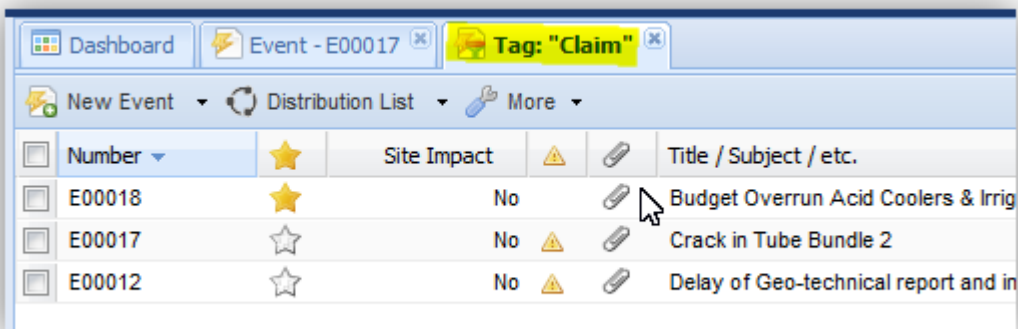 Dashboard Event - E00017 Tag: "Claim"
New Event Distribution List More
Number Site Impact Title / Subject / etc.
E00018 No Budget Overrun Acid Coolers & Irrig
E00017 No Crack in Tube Bundle 2
E00012 No Delay of Geo-technical report and in